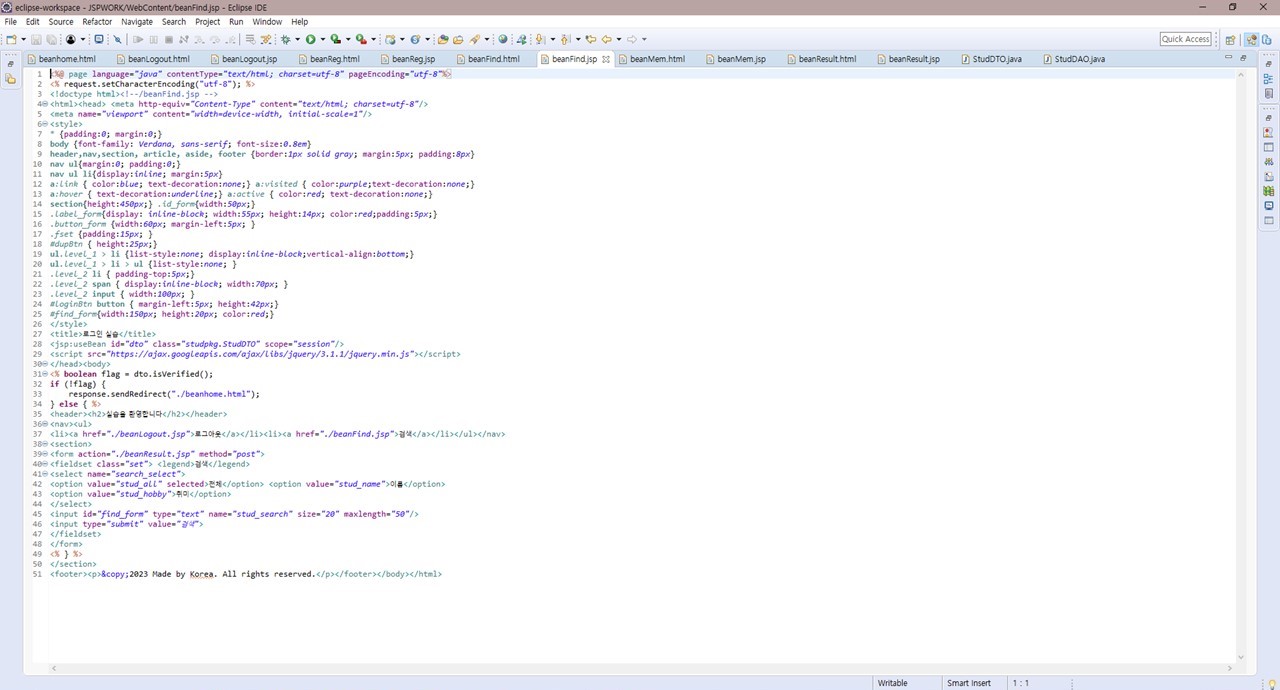 eclipse-workspace - JSPWORK/WebContent/beanFind.jsp - Eclipse IDE
File Edit Source Refactor Navigate Search Project Run Window Help
Quick Access
beanhome.html beanLogout.html beanLogout.jsp beanReg.html beanReg.jsp beanFind.html beanFind.jsp beanMem.html beanMem.jsp beanResult.html beanResult.jsp StudDTO.java StudDAO.java
1 <%@ page language="java" contentType="text/html; charset=utf-8" pageEncoding="utf-8"%>
2 <% request.setCharacterEncoding("utf-8"); %>
3 <!doctype html><!--/beanFind.jsp -->
4 <html><head> <meta http-equiv="Content-Type" content="text/html; charset=utf-8"/>
5 <meta name="viewport" content="width=device-width, initial-scale=1"/>
6 <style>
7 * {padding:0; margin:0;}
8 body {font-family: Verdana, sans-serif; font-size:0.8em}
9 header,nav,section, article, aside, footer {border:1px solid gray; margin:5px; padding:8px}
10 nav ul{margin:0; padding:0;}
11 nav ul li{display:inline; margin:5px}
12 a:link { color:blue; text-decoration:none;} a:visited { color:purple;text-decoration:none;}
13 a:hover { text-decoration:underline;} a:active { color:red; text-decoration:none;}
14 section{height:450px;} .id_form{width:50px;}
15 .label_form{display: inline-block; width:55px; height:14px; color:red;padding:5px;}
16 .button_form {width:60px; margin-left:5px; }
17 .fset {padding:15px; }
18 #dupBtn { height:25px;}
19 ul.level_1 > li {list-style:none; display:inline-block;vertical-align:bottom;}
20 ul.level_1 > li > ul {list-style:none; }
21 .level_2 li { padding-top:5px;}
22 .level_2 span { display:inline-block; width:70px; }
23 .level_2 input { width:100px; }
24 #loginBtn button { margin-left:5px; height:42px;}
25 #find_form{width:150px; height:20px; color:red;}
26 </style>
27 <title>로그인 실습</title>
28 <jsp:useBean id="dto" class="studpkg.StudDTO" scope="session"/>
29 <script src="https://ajax.googleapis.com/ajax/libs/jquery/3.1.1/jquery.min.js"></script>
30 </head><body>
31 <% boolean flag = dto.isVerified();
32 if (!flag) {
33 response.sendRedirect("./beanhome.html");
34 } else { %>
35 <header><h2>실습을 환영합니다</h2></header>
36 <nav><ul>
37 <li><a href="./beanLogout.jsp">로그아웃</a></li><li><a href="./beanFind.jsp">검색</a></li></ul></nav>
38 <section>
39 <form action="./beanResult.jsp" method="post">
40 <fieldset class="set"> <legend>검색</legend>
41 <select name="search_select">
42 <option value="stud_all" selected>전체</option> <option value="stud_name">이름</option>
43 <option value="stud_hobby">취미</option>
44 </select>
45 <input id="find_form" type="text" name="stud_search" size="20" maxlength="50"/>
46 <input type="submit" value="검색">
47 </fieldset>
48 </form>
49 <% } %>
50 </section>
51 <footer><p>&copy;2023 Made by Korea. All rights reserved.</p></footer></body></html>
Writable Smart Insert 1 : 1